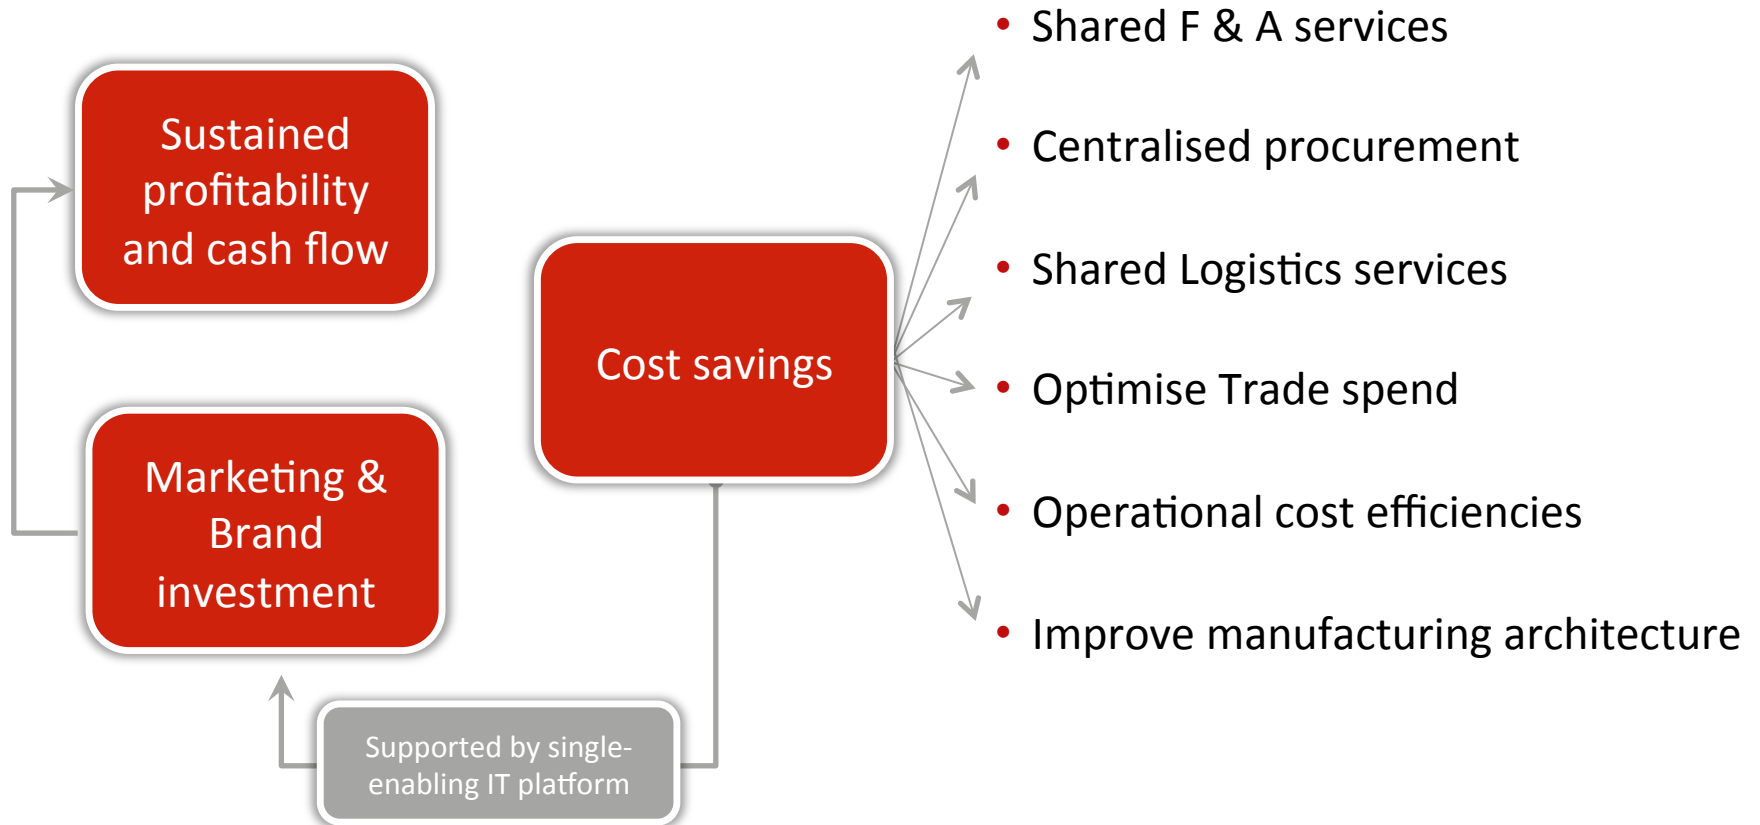 Sustained
profitability
and cash flow
Marketing &
Brand
investment
Supported by single-
enabling IT platform
Cost savings
• Shared F & A services
• Centralised procurement
• Shared Logistics services
• Optimise Trade spend
• Operational cost efficiencies
• Improve manufacturing architecture